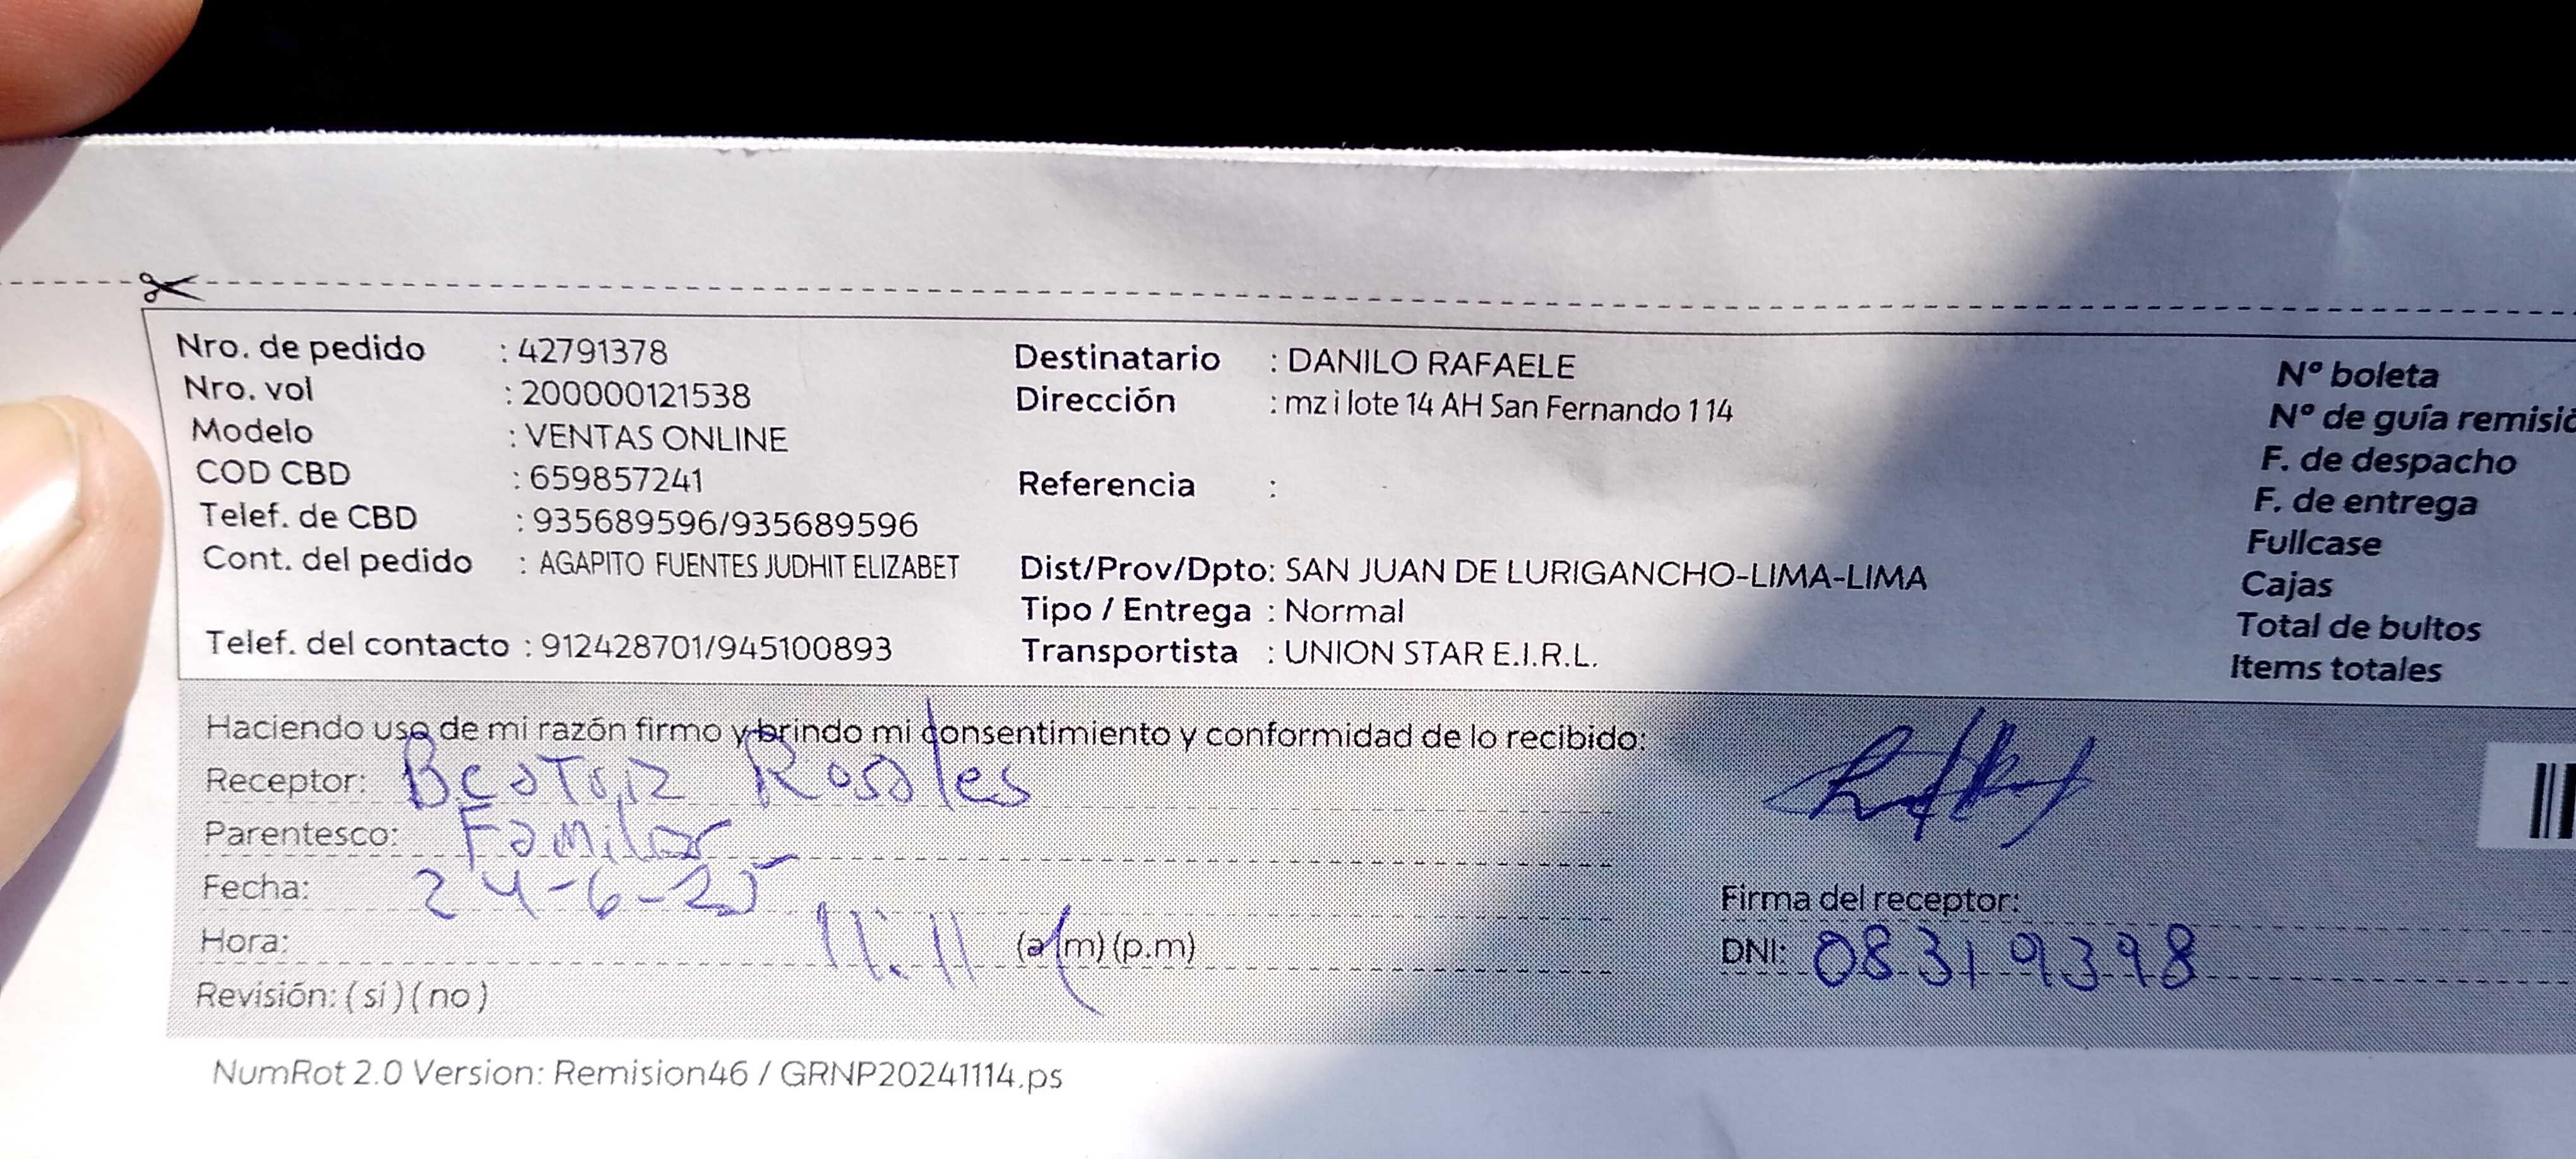 Nro. de pedido : 42791378
Nro. vol : 200000121538
Modelo : VENTAS ONLINE
COD CBD : 659857241
Telef. de CBD : 935689596/935689596
Cont. del pedido : AGAPITO FUENTES JUDHIT ELIZABET
Telef. del contacto : 912428701/945100893
Destinatario : DANILO RAFAELE
Dirección : mz i lote 14 AH San Fernando 114
Referencia :
Dist/Prov/Dpto: SAN JUAN DE LURIGANCHO-LIMA-LIMA
Tipo / Entrega : Normal
Transportista : UNION STAR E.I.R.L.
Nº boleta
Nº de guía remisió
F. de despacho
F. de entrega
Fullcase
Cajas
Total de bultos
Items totales
Haciendo uso de mi razón firmo y brindo mi consentimiento y conformidad de lo recibido:
Receptor: Beatriz Rosales
Parentesco: Familiar
Fecha: 24-6-25
Hora: 11:11 (a.m) (p.m)
Revisión: ( si ) ( no )
Firma del receptor:
DNI: 08319398
NumRot 2.0 Version: Remision46 / GRNP20241114.ps